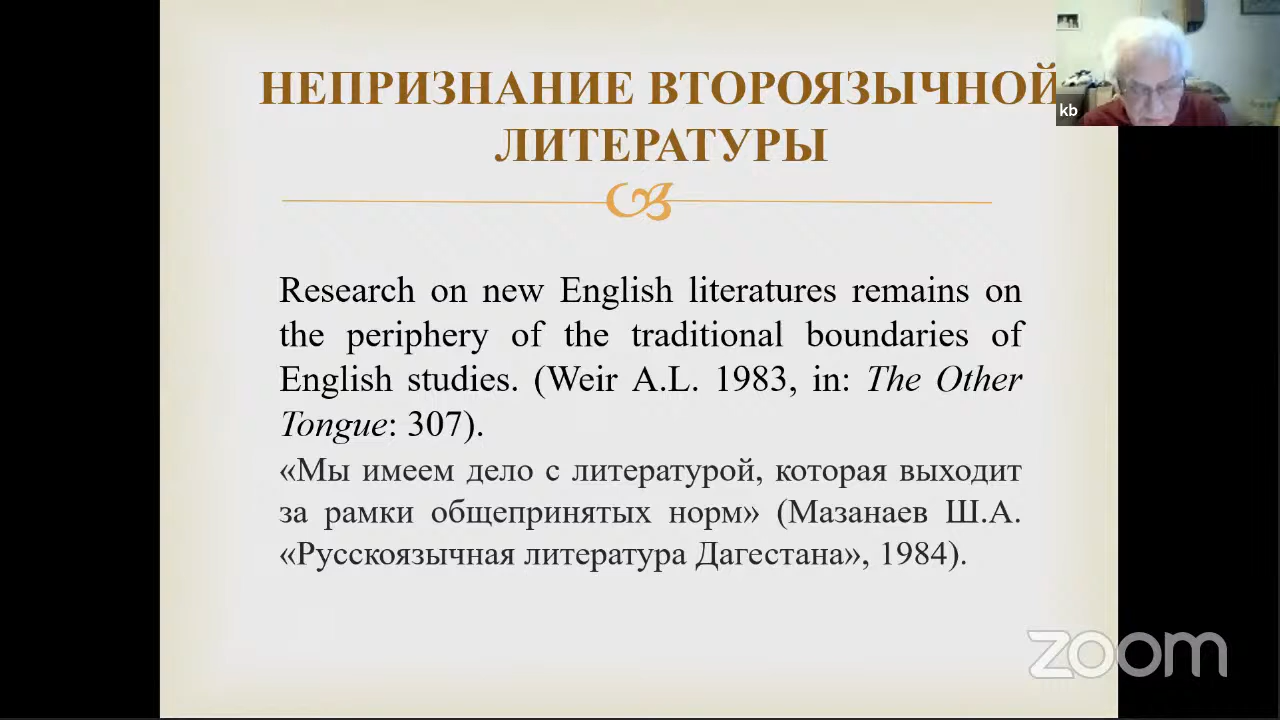 НЕПРИЗНАНИЕ ВТОРОЯЗЫЧНОЙ
ЛИТЕРАТУРЫ
kb
Research on new English literatures remains on
the periphery of the traditional boundaries of
English studies. (Weir A.L. 1983, in: The Other
Tongue: 307).
«Мы имеем дело с литературой, которая выходит
за рамки общепринятых норм» (Мазанаев Ш.А.
«Русскоязычная литература Дагестана», 1984).
zoom